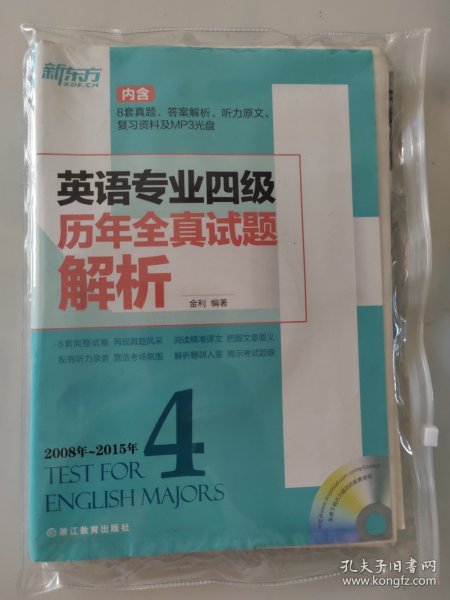 新东方
XDF.CN
内含
8套真题、答案解析、听力原文、
复习资料及MP3光盘
英语专业四级
历年全真试题
解析
金利 编著
8套完整试卷 再现真题风采 阅读精准译文 把握文章要义
配有听力录音 营造考场氛围 解析鞭辟入里 揭示考试题眼
2008年~2015年
4
TEST FOR
ENGLISH MAJORS
浙江教育出版社
孔夫子旧书网
www.kongfz.com